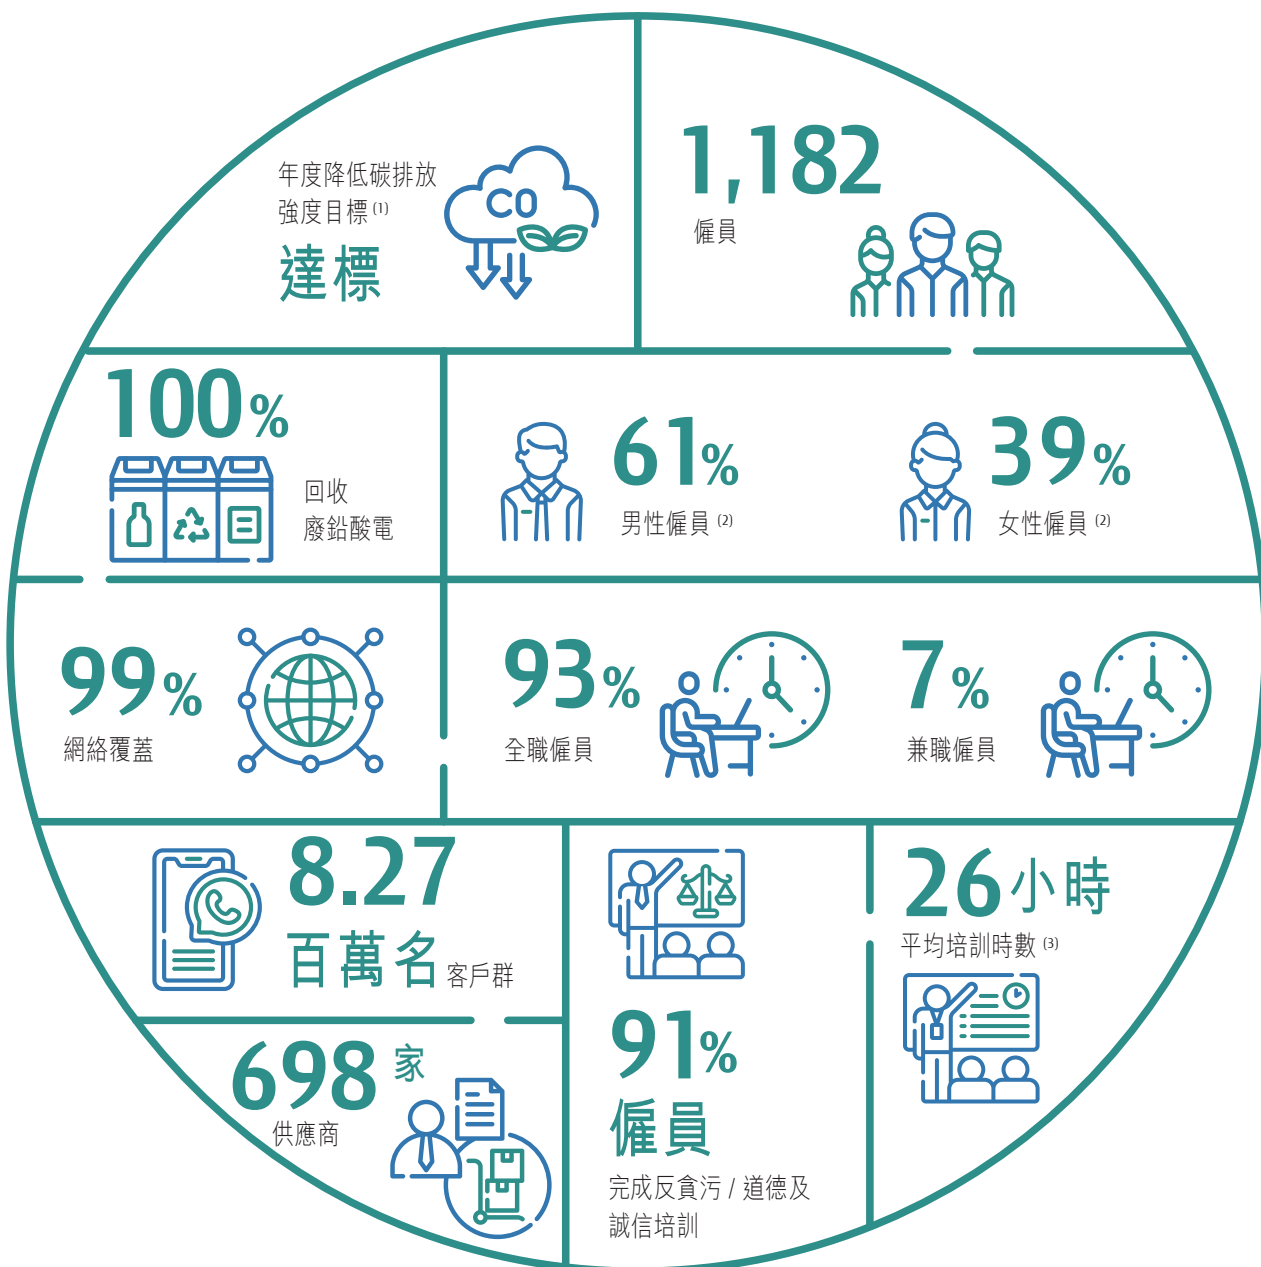 年度降低碳排放
強度目標 (1)
達標
CO
1,182
僱員
100%
回收
廢鉛酸電
61%
男性僱員 (2)
39%
女性僱員 (2)
99%
網絡覆蓋
93%
全職僱員
7%
兼職僱員
8.27
百萬名 客戶群
698 家
供應商
91%
僱員
完成反貪污 / 道德及
誠信培訓
26小時
平均培訓時數 (3)